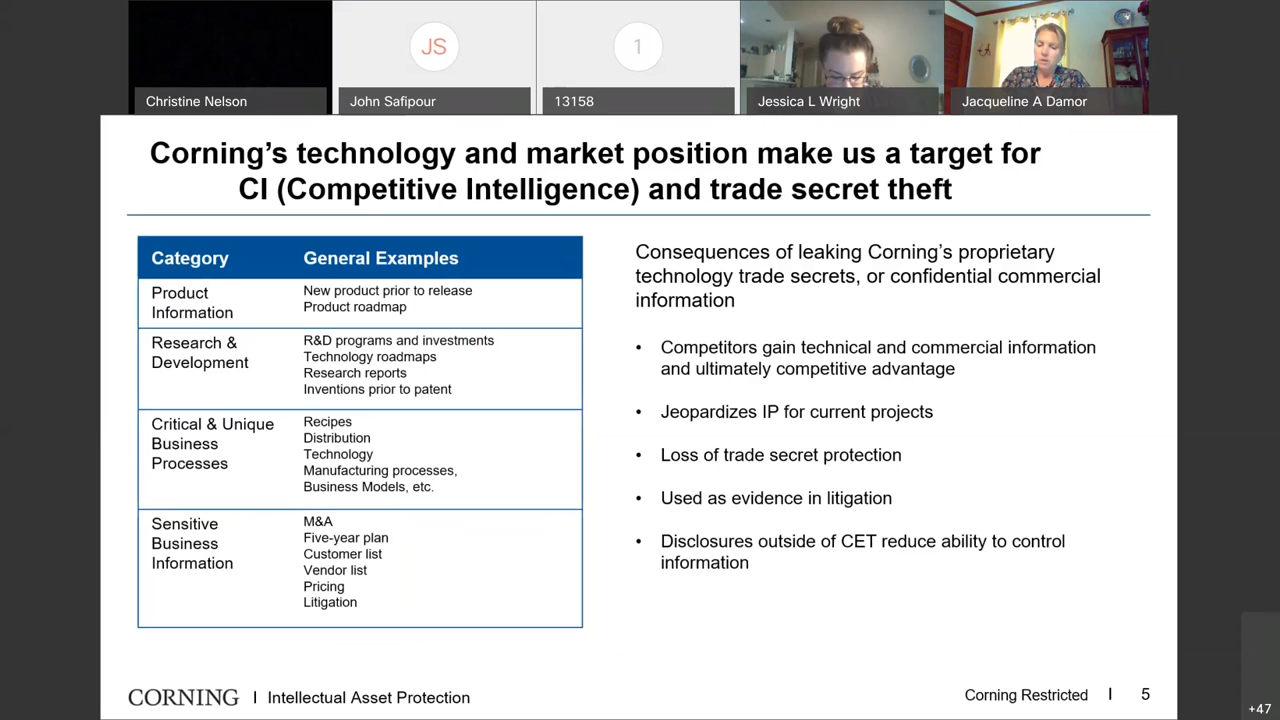 JS
1
Christine Nelson
John Safipour
13158
Jessica L Wright
Jacqueline A Damor
Corning’s technology and market position make us a target for
CI (Competitive Intelligence) and trade secret theft
Category
General Examples
Product
Information
New product prior to release
Product roadmap
Research &
Development
R&D programs and investments
Technology roadmaps
Research reports
Inventions prior to patent
Critical & Unique
Business
Processes
Recipes
Distribution
Technology
Manufacturing processes,
Business Models, etc.
Sensitive
Business
Information
M&A
Five-year plan
Customer list
Vendor list
Pricing
Litigation
Consequences of leaking Corning’s proprietary
technology trade secrets, or confidential commercial
information
• Competitors gain technical and commercial information
and ultimately competitive advantage
• Jeopardizes IP for current projects
• Loss of trade secret protection
• Used as evidence in litigation
• Disclosures outside of CET reduce ability to control
information
CORNING | Intellectual Asset Protection
Corning Restricted | 5
+47